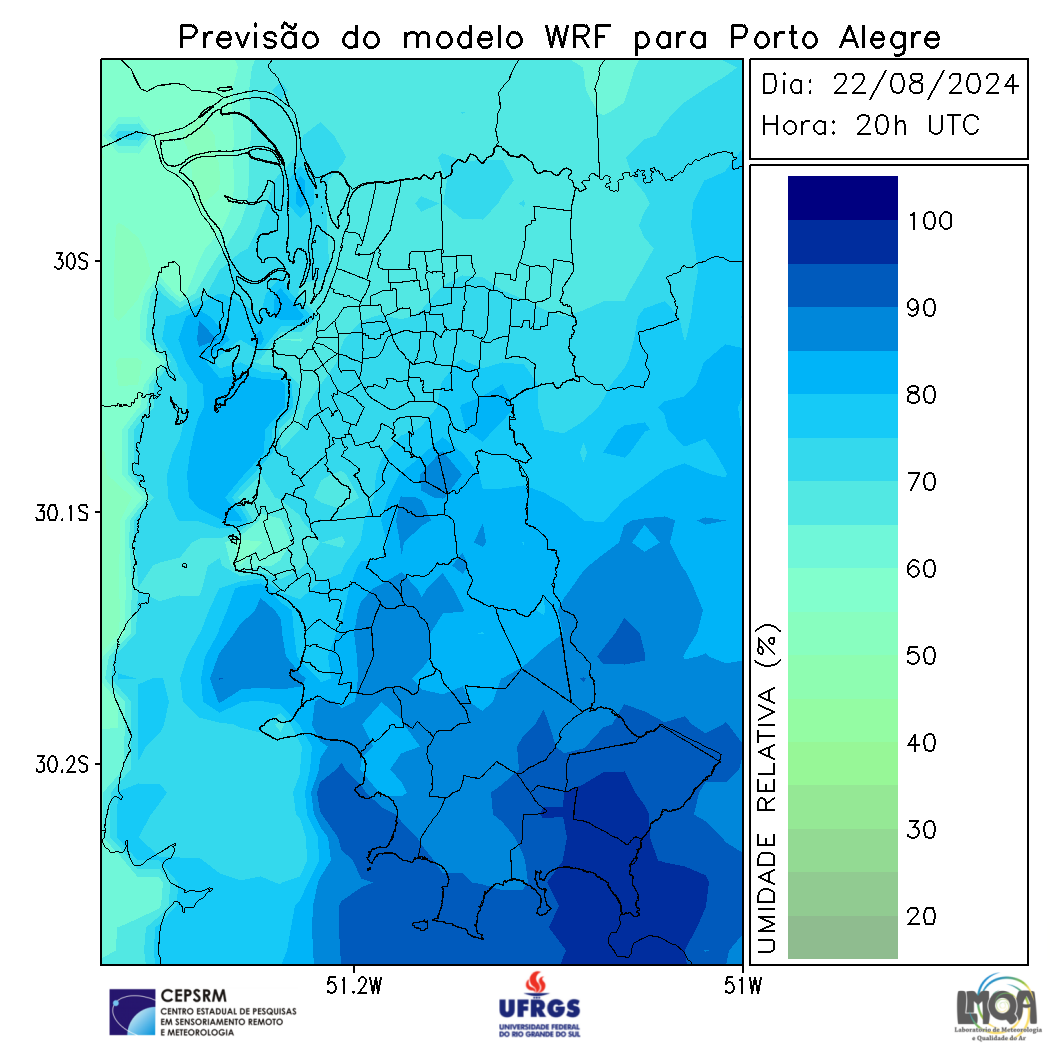 Previsão do modelo WRF para Porto Alegre
Dia: 22/08/2024
Hora: 20h UTC
100
90
80
70
60
50
40
30
20
UMIDADE RELATIVA (%)
30S
30.1S
30.2S
51.2W
51W
CEPSRM
CENTRO ESTADUAL DE PESQUISAS
EM SENSORIAMENTO REMOTO
E METEOROLOGIA
UFRGS
UNIVERSIDADE FEDERAL
DO RIO GRANDE DO SUL
LMQA
Laboratório de Meteorologia
e Qualidade do Ar